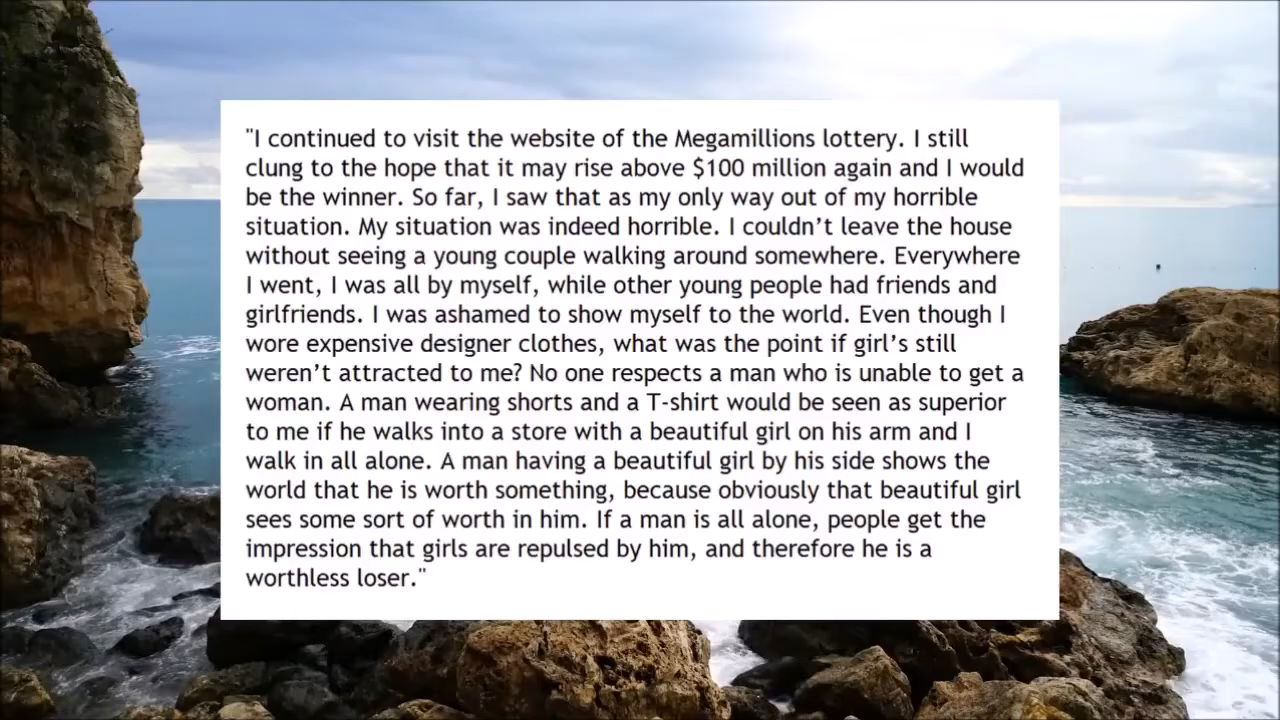 "I continued to visit the website of the Megamillions lottery. I still
clung to the hope that it may rise above $100 million again and I would
be the winner. So far, I saw that as my only way out of my horrible
situation. My situation was indeed horrible. I couldn’t leave the house
without seeing a young couple walking around somewhere. Everywhere
I went, I was all by myself, while other young people had friends and
girlfriends. I was ashamed to show myself to the world. Even though I
wore expensive designer clothes, what was the point if girl’s still
weren’t attracted to me? No one respects a man who is unable to get a
woman. A man wearing shorts and a T-shirt would be seen as superior
to me if he walks into a store with a beautiful girl on his arm and I
walk in all alone. A man having a beautiful girl by his side shows the
world that he is worth something, because obviously that beautiful girl
sees some sort of worth in him. If a man is all alone, people get the
impression that girls are repulsed by him, and therefore he is a
worthless loser."